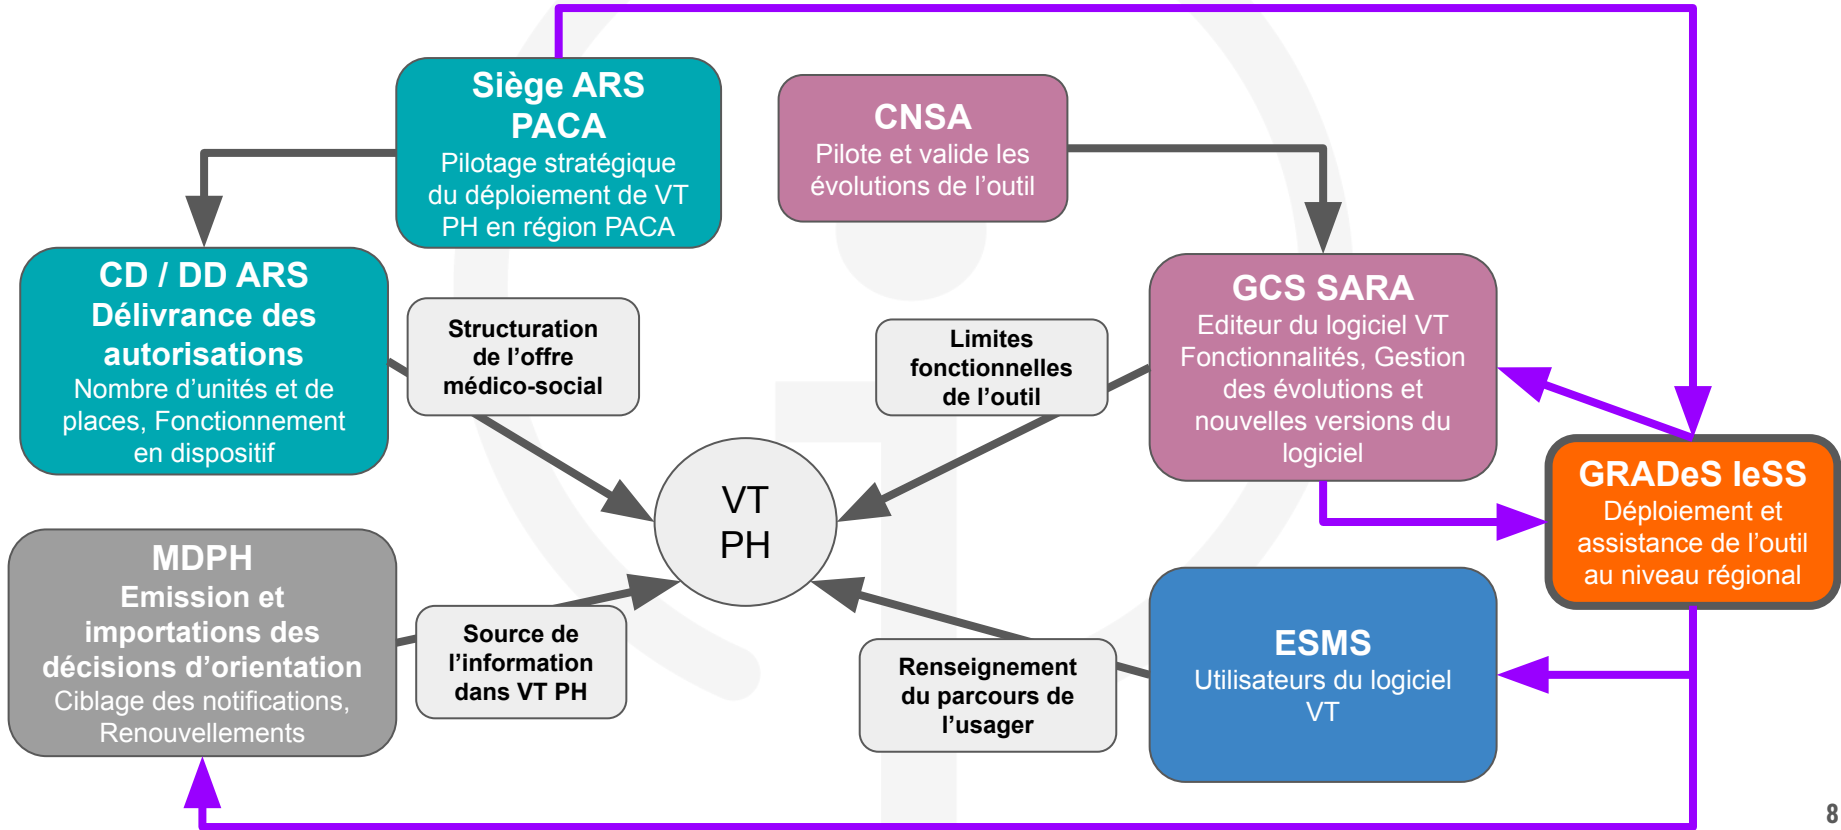 Siège ARS
PACA
Pilotage stratégique
du déploiement de VT
PH en région PACA
CNSA
Pilote et valide les
évolutions de l’outil
CD / DD ARS
Délivrance des
autorisations
Nombre d’unités et de
places, Fonctionnement
en dispositif
Structuration
de l’offre
médico-social
Limites
fonctionnelles
de l’outil
GCS SARA
Editeur du logiciel VT
Fonctionnalités, Gestion
des évolutions et
nouvelles versions du
logiciel
GRADeS IeSS
Déploiement et
assistance de l’outil
au niveau régional
VT
PH
MDPH
Emission et
importations des
décisions d’orientation
Ciblage des notifications,
Renouvellements
Source de
l’information
dans VT PH
Renseignement
du parcours de
l’usager
ESMS
Utilisateurs du logiciel
VT
8